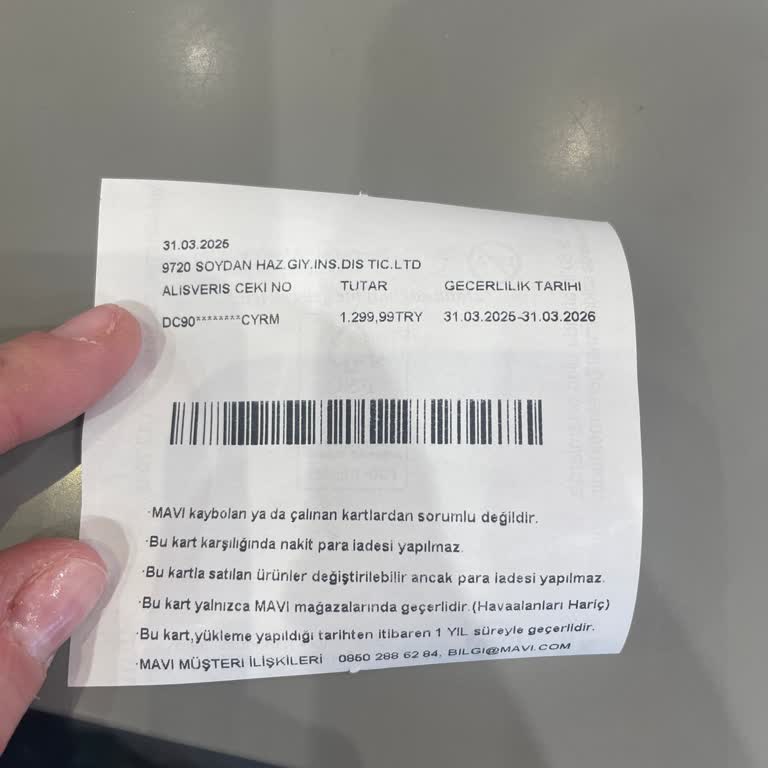 31.03.2025
9720 SOYDAN HAZ.GIY.INS.DIS TIC.LTD
ALISVERIS CEKI NO TUTAR GECERLILIK TARIHI
DC90********CYRM 1.299,99TRY 31.03.2025-31.03.2026
·MAVI kaybolan ya da çalınan kartlardan sorumlu değildir.
·Bu kart karşılığında nakit para iadesi yapılmaz.
·Bu kartla satılan ürünler değiştirilebilir ancak para iadesi yapılmaz.
·Bu kart yalnızca MAVI mağazalarında geçerlidir.(Havaalanları Hariç)
·Bu kart,yükleme yapıldığı tarihten itibaren 1 YIL süreyle geçerlidir.
·MAVI MÜŞTERİ İLİŞKİLERİ 0850 288 62 84, BILGI@MAVI.COM